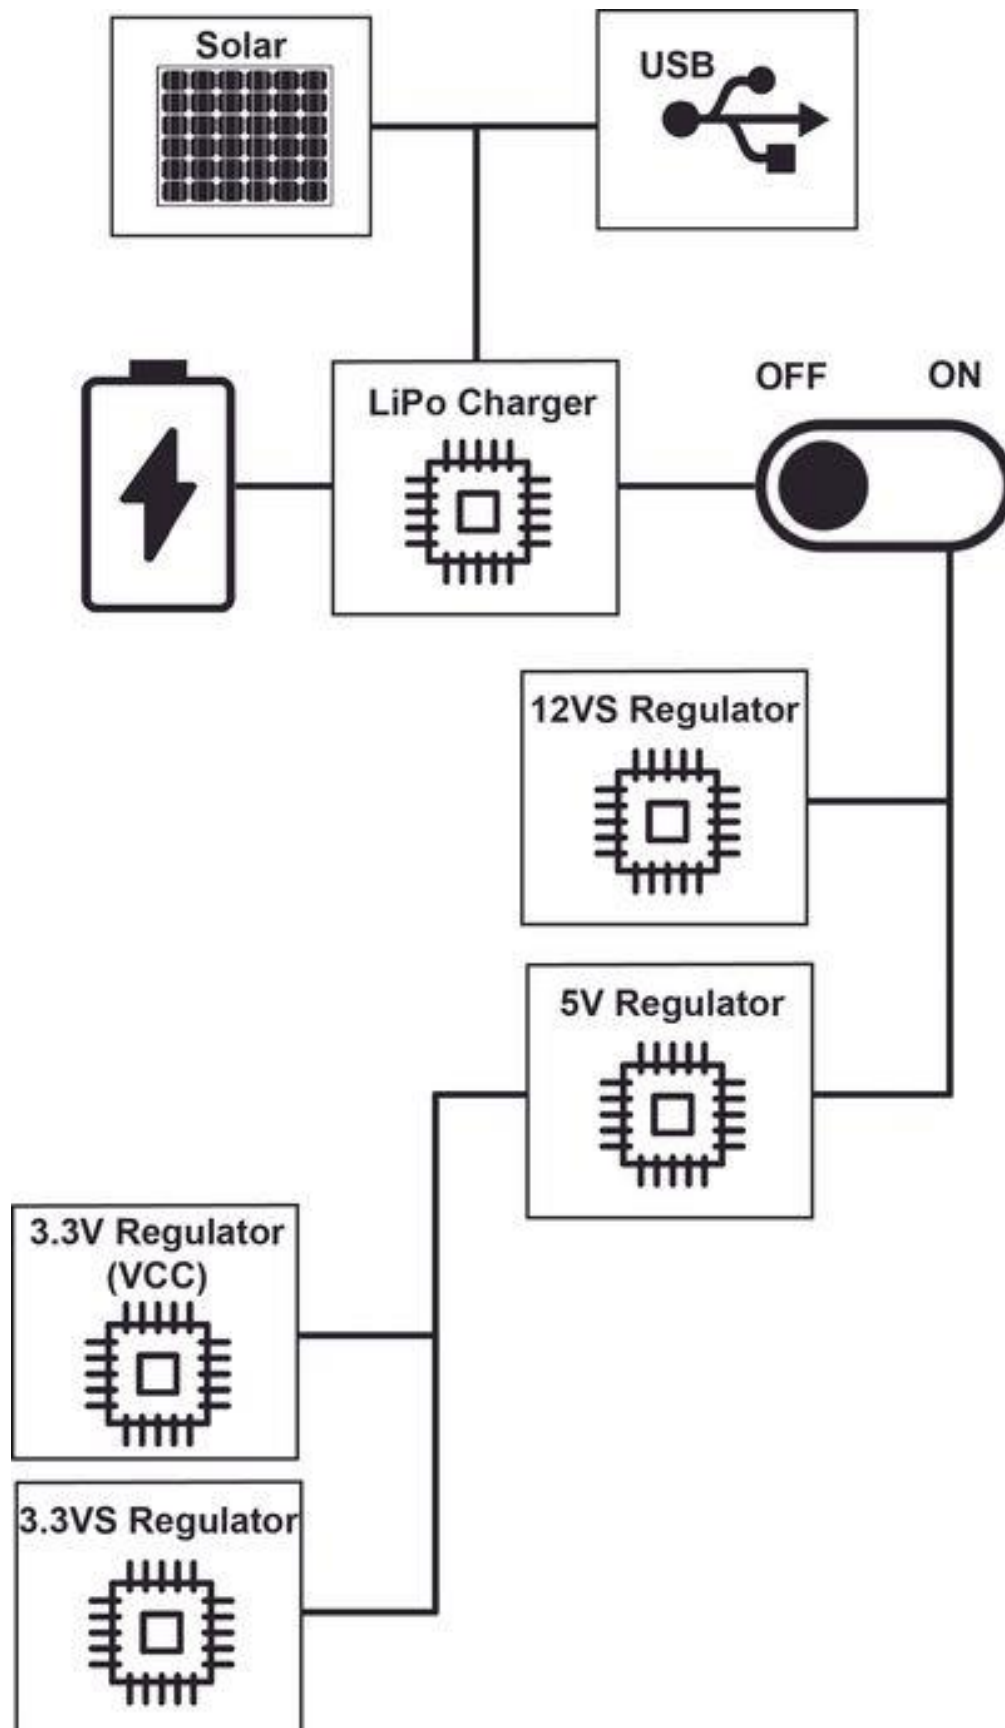 Solar
USB
LiPo Charger
OFF
ON
12VS Regulator
5V Regulator
3.3V Regulator
(VCC)
3.3VS Regulator